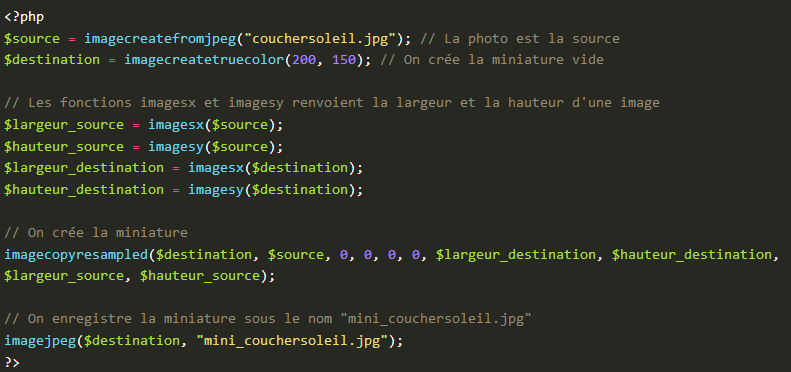 <?php
$source = imagecreatefromjpeg("couchersoleil.jpg"); // La photo est la source
$destination = imagecreatetruecolor(200, 150); // On crée la miniature vide
// Les fonctions imagesx et imagesy renvoient la largeur et la hauteur d'une image
$largeur_source = imagesx($source);
$hauteur_source = imagesy($source);
$largeur_destination = imagesx($destination);
$hauteur_destination = imagesy($destination);
// On crée la miniature
imagecopyresampled($destination, $source, 0, 0, 0, 0, $largeur_destination, $hauteur_destination,
$largeur_source, $hauteur_source);
// On enregistre la miniature sous le nom "mini_couchersoleil.jpg"
imagejpeg($destination, "mini_couchersoleil.jpg");
?>